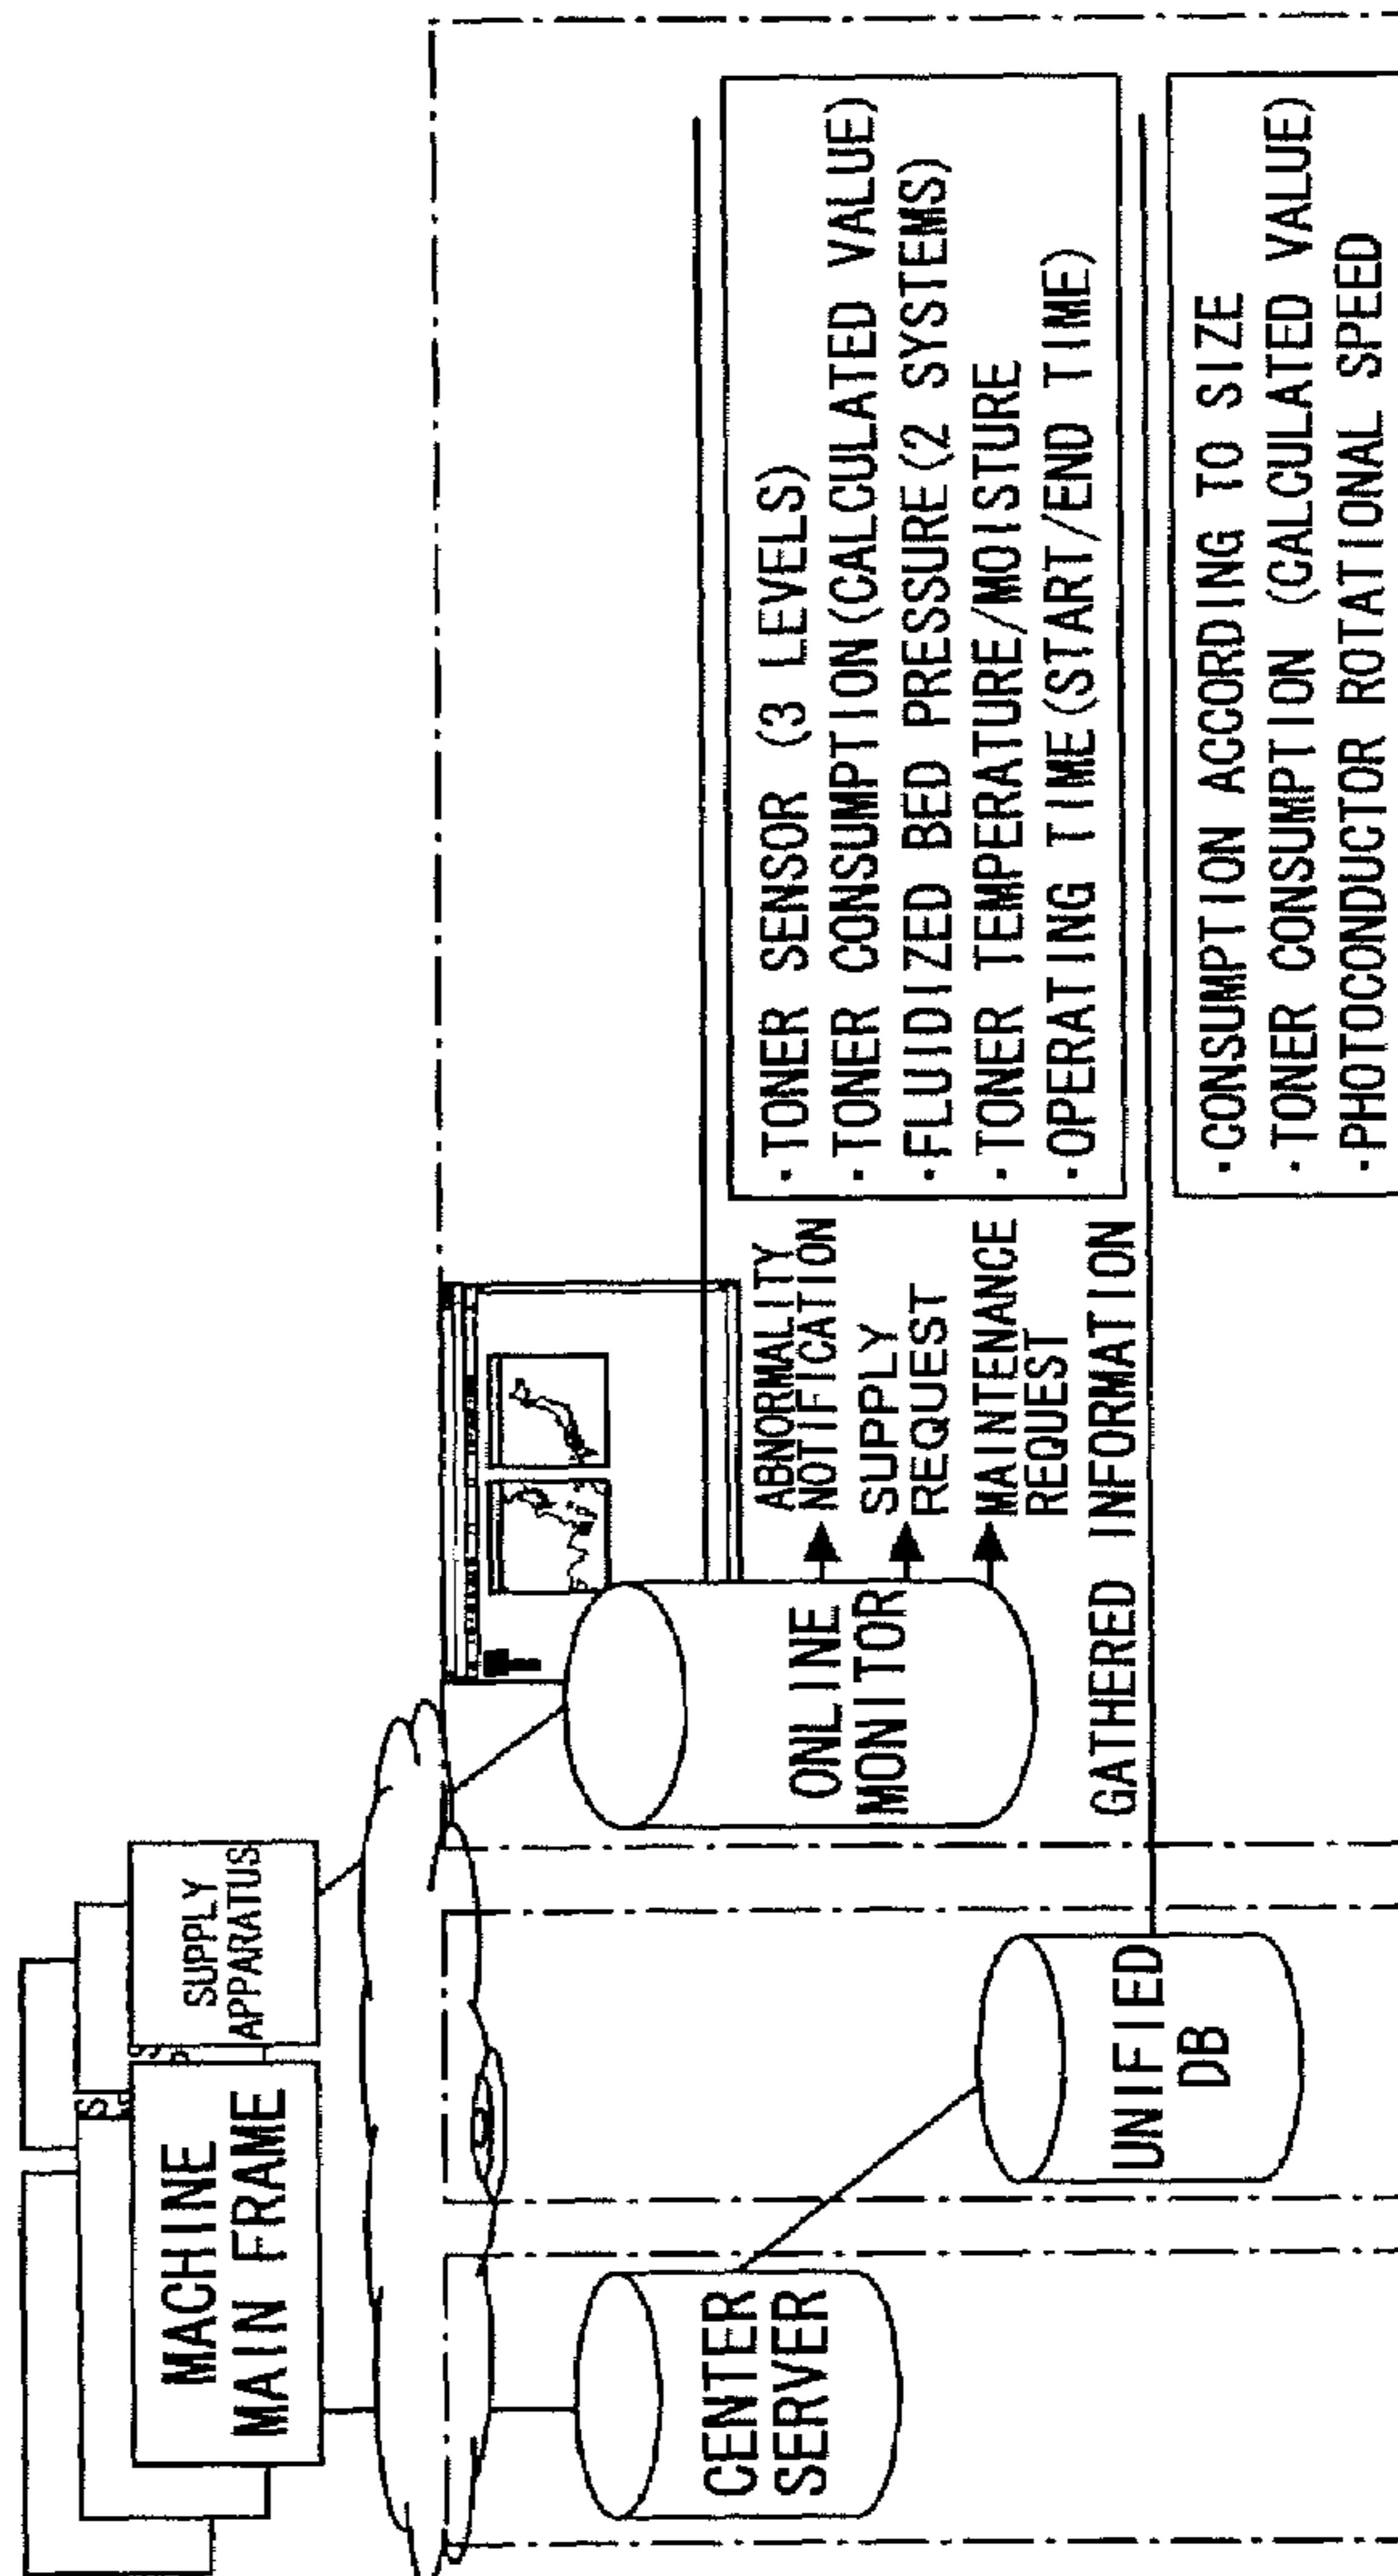 MACHINE
MAIN FRAME
SUPPLY
APPARATUS
S
S
CENTER
SERVER
UNIFIED
DB
ONLINE
MONITOR
ABNORMALITY
NOTIFICATION
SUPPLY
REQUEST
MAINTENANCE
REQUEST
GATHERED INFORMATION
・TONER SENSOR (3 LEVELS)
・TONER CONSUMPTION(CALCULATED VALUE)
・FLUIDIZED BED PRESSURE(2 SYSTEMS)
・TONER TEMPERATURE/MOISTURE
・OPERATING TIME(START/END TIME)
・CONSUMPTION ACCORDING TO SIZE
・TONER CONSUMPTION (CALCULATED VALUE)
・PHOTOCONDUCTOR ROTATIONAL SPEED